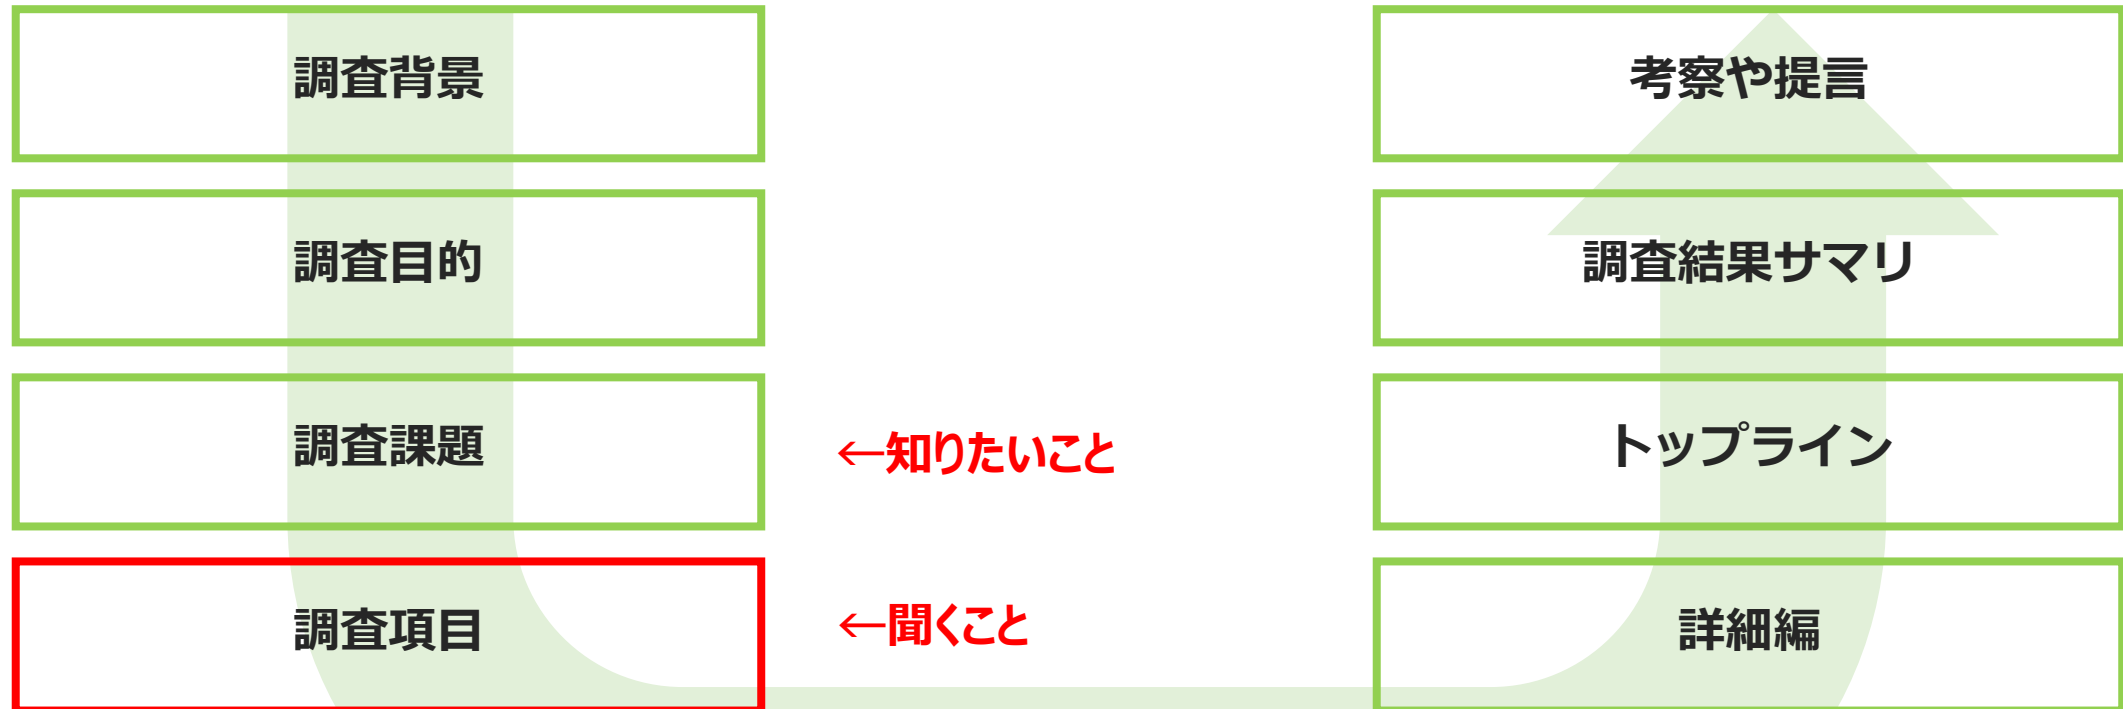 調査背景
調査目的
調査課題
←知りたいこと
調査項目
←聞くこと
考察や提言
調査結果サマリ
トップライン
詳細編